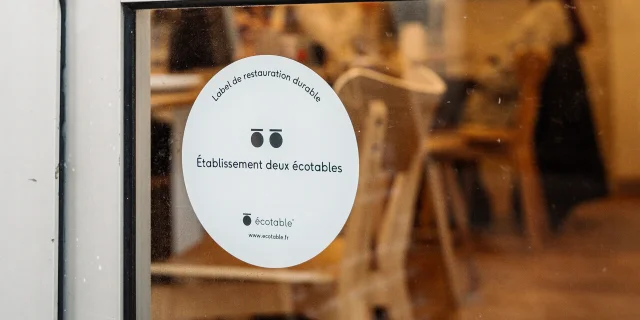 Label de restauration durable
Établissement deux écotables
écotable
www.ecotable.fr